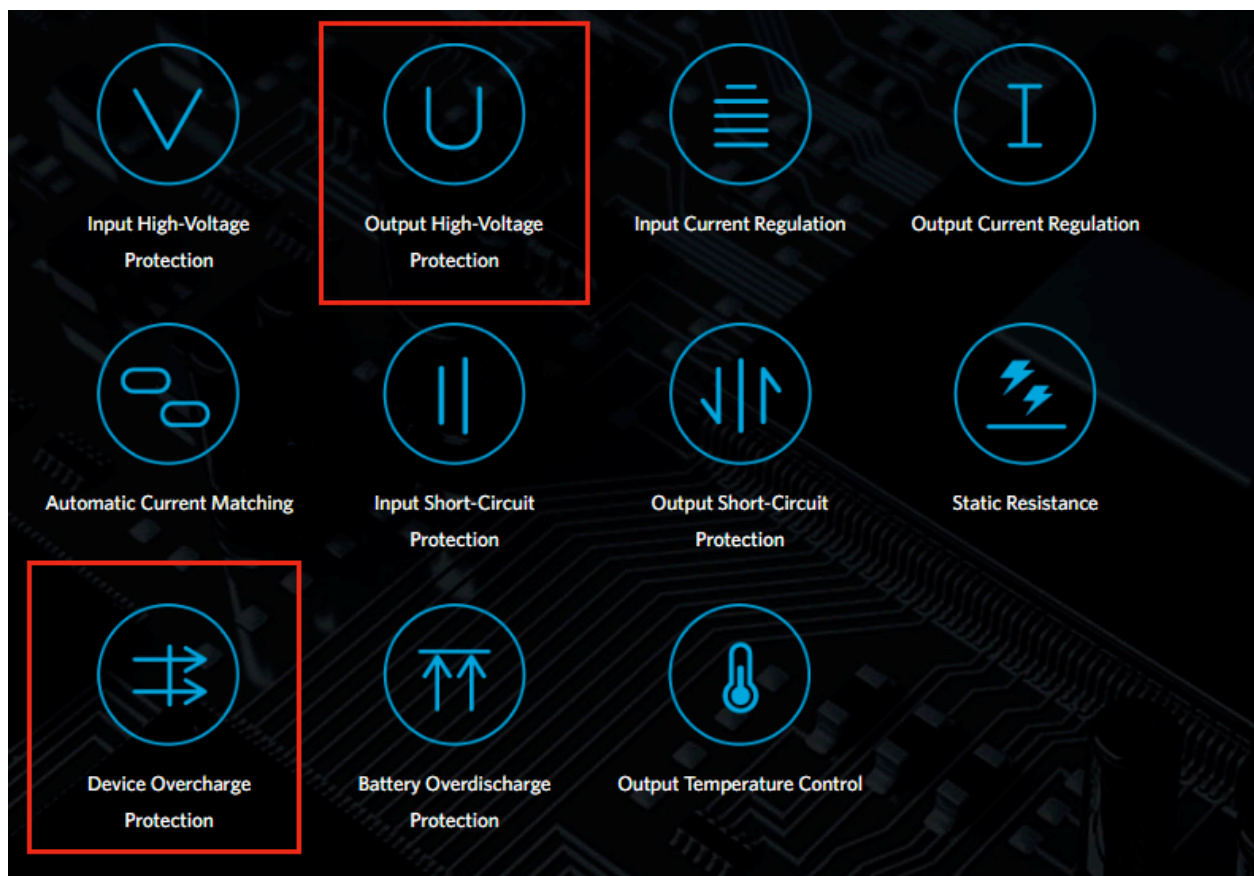 Input High-Voltage
Protection
Output High-Voltage
Protection
Input Current Regulation
Output Current Regulation
Automatic Current Matching
Input Short-Circuit
Protection
Output Short-Circuit
Protection
Static Resistance
Device Overcharge
Protection
Battery Overdischarge
Protection
Output Temperature Control